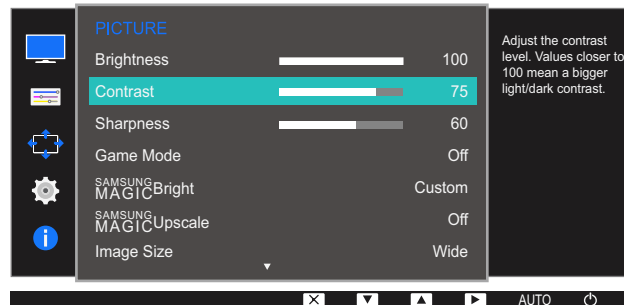 PICTURE
Brightness 100
Contrast 75
Sharpness 60
Game Mode Off
SAMSUNG MAGIC Bright Custom
SAMSUNG MAGIC Upscale Off
Image Size Wide
Adjust the contrast
level. Values closer to
100 mean a bigger
light/dark contrast.
AUTO